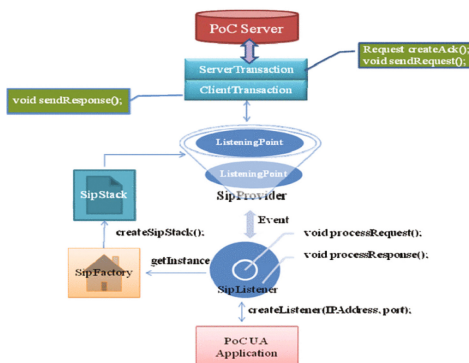 PoC Server
Request createAck();
void sendRequest();
ServerTransaction
ClientTransaction
void sendResponse();
ListeningPoint
ListeningPoint
SipProvider
SipStack
Event
createSipStack();
void processRequest();
getInstance
void processResponse();
SipFactory
SipListener
createListener(IPAddress, port);
PoC UA
Application